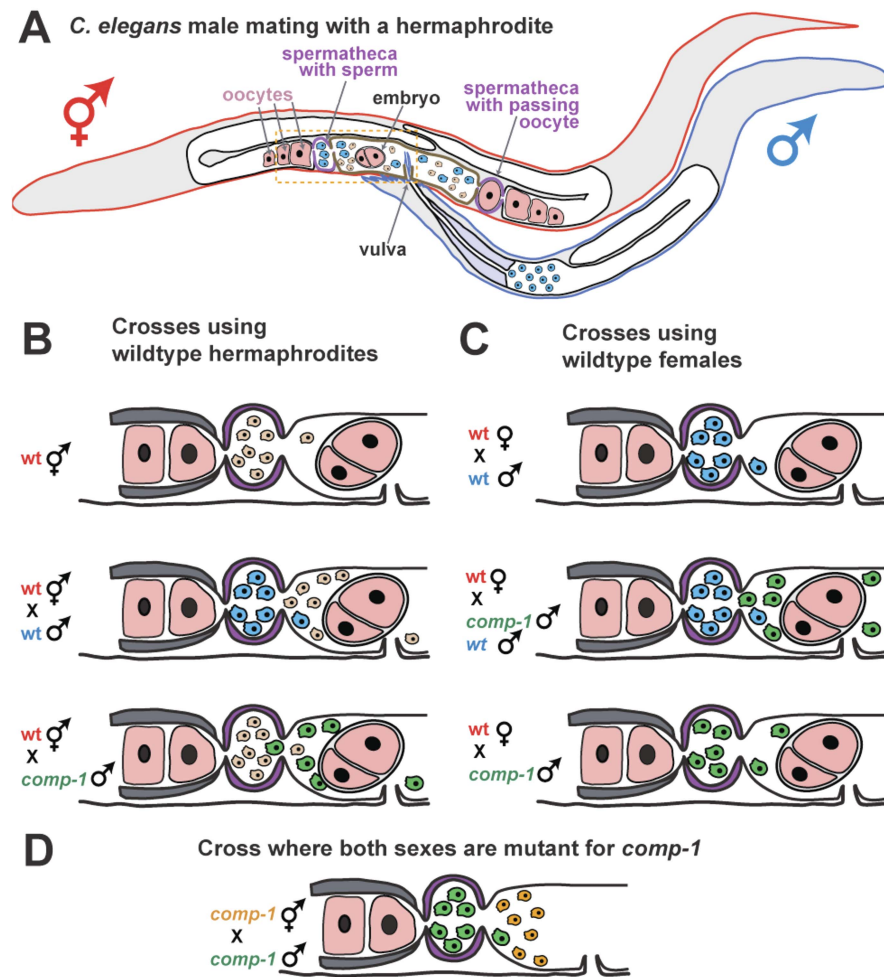 A C. elegans male mating with a hermaphrodite
spermatheca
with sperm
oocytes
embryo
spermatheca
with passing
oocyte
vulva
B Crosses using
wildtype hermaphrodites
wt ⚥
wt ⚥
X
wt ♂
wt ⚥
X
comp-1 ♂
C Crosses using
wildtype females
wt ♀
X
wt ♂
wt ♀
X
comp-1 ♂
wt ♂
wt ♀
X
comp-1 ♂
D Cross where both sexes are mutant for comp-1
comp-1 ⚥
X
comp-1 ♂